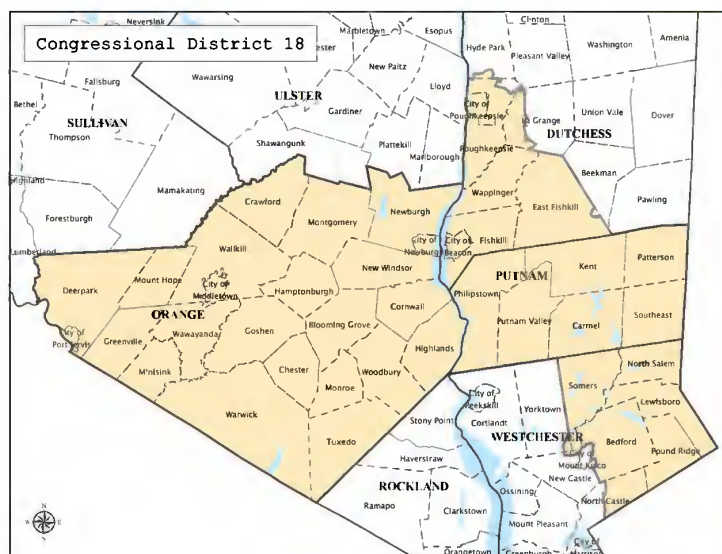 Congressional District 18
Neversink
Marbletown
Esopus
Hyde Park
Clinton
Pleasant Valley
Washington
Amenia
Fallsburg
Wawarsing
New Paltz
Lloyd
City of
Poughkeepsie
La Grange
Union Vale
Dover
Bethel
SULLIVAN
ULSTER
DUTCHESS
Thompson
Gardiner
Shawangunk
Plattekill
Marlborough
Poughkeepsie
Beekman
Pawling
Highland
Mamakating
Forestburgh
Crawford
Montgomery
Newburgh
Wappinger
East Fishkill
Lumberland
Wallkill
City of
Newburgh
City of
Beacon
Fishkill
Deerpark
Mount Hope
City of
Middletown
Hamptonburgh
New Windsor
PUTNAM
Kent
Patterson
Philipstown
ORANGE
Wawayanda
Goshen
Blooming Grove
Cornwall
Putnam Valley
Carmel
Southeast
City of
Port Jervis
Greenville
Minisink
Chester
Monroe
Woodbury
Highlands
Somers
North Salem
Lewisboro
Warwick
Tuxedo
Stony Point
City of
Peekskill
Cortlandt
Yorktown
WESTCHESTER
Bedford
Pound Ridge
Haverstraw
City of
Mount Kisco
New Castle
North Castle
ROCKLAND
Ramapo
Clarkstown
Ossining
Mount Pleasant
Orangetown
Greenburgh
City of
Harrison
N
W
E